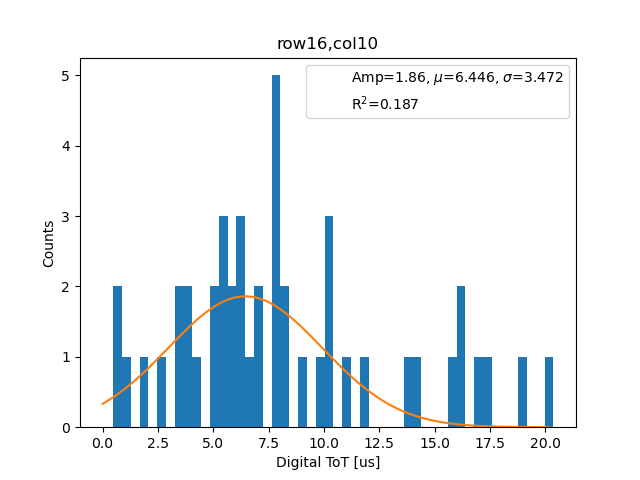 row16,col10
Amp=1.86, μ=6.446, σ=3.472
R²=0.187
5
4
3
2
1
0
Counts
0.0 2.5 5.0 7.5 10.0 12.5 15.0 17.5 20.0
Digital ToT [us]